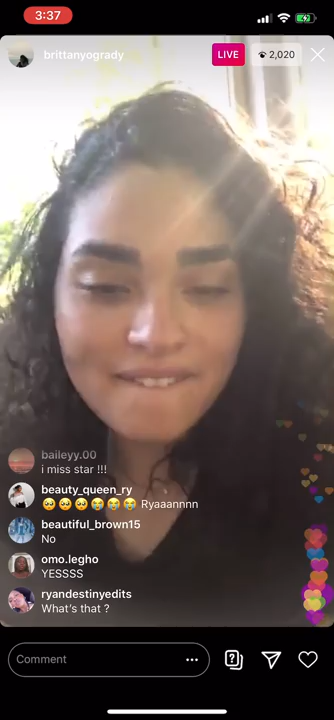 3:37
brittanyogrady LIVE 2,020
baileyy.00
i miss star !!!
beauty_queen_ry
🥺🥺🥺😭😭😭 Ryaaannnn
beautiful_brown15
No
omo.legho
YESSSS
ryandestinyedits
What's that ?
Comment